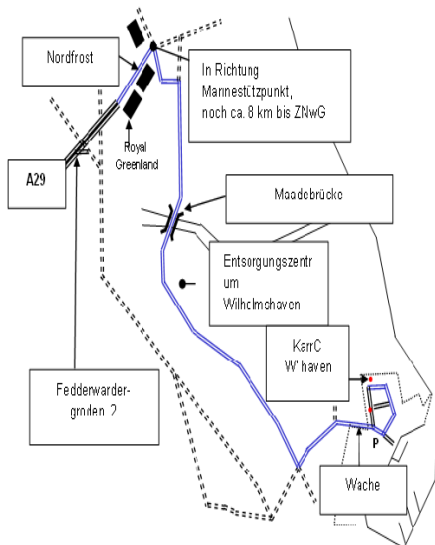 Nordfrost
In Richtung
Marinestützpunkt,
noch ca. 8 km bis ZNwG
Royal
Greenland
A29
Maadebrücke
Entsorgungszentr
um
Wilhelmshaven
KarrC
W'haven
Fedderwarder-
groden 2
P
Wache